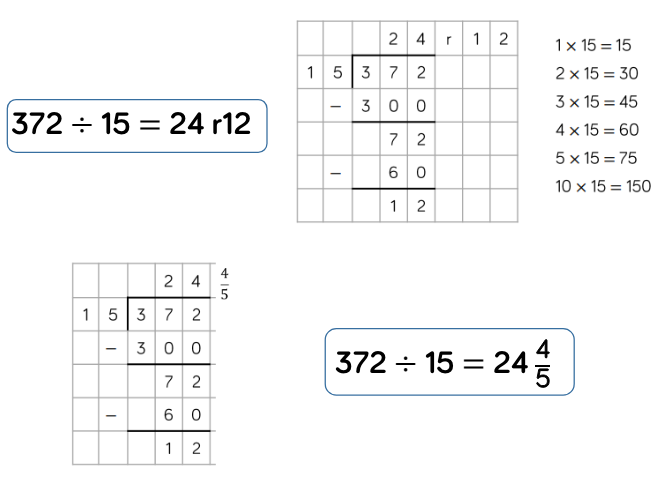 372 ÷ 15 = 24 r12
2 4 r 1 2
1 5 3 7 2
− 3 0 0
7 2
− 6 0
1 2
1 × 15 = 15
2 × 15 = 30
3 × 15 = 45
4 × 15 = 60
5 × 15 = 75
10 × 15 = 150
2 4 4/5
1 5 3 7 2
− 3 0 0
7 2
− 6 0
1 2
372 ÷ 15 = 24 4/5